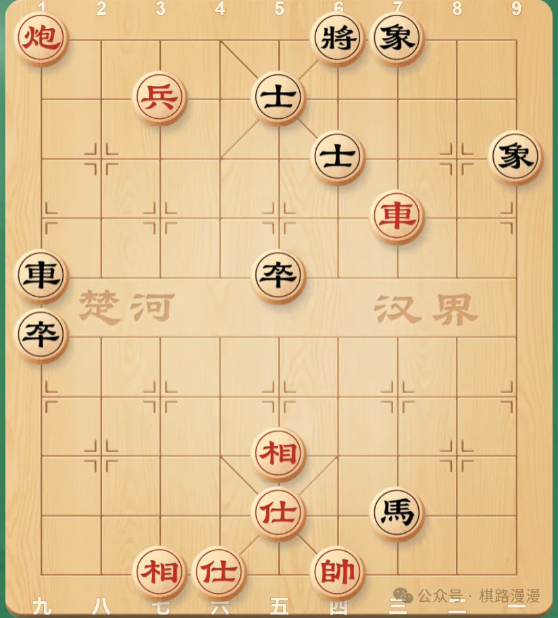 1 2 3 4 5 6 7 8 9
炮 將 象
兵 士
士 象
車
車 卒
楚河 汉界
卒
相
仕 馬
相 仕 帥
公众号·棋路漫漫
九 八 七 六 五 四 三 二 一